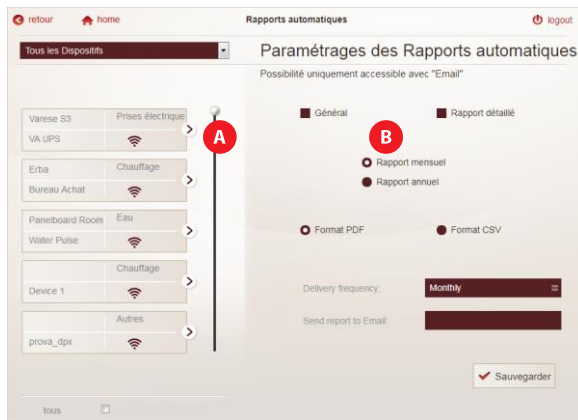 retour home Rapports automatiques logout
Tous les Dispositifs
Paramétrages des Rapports automatiques
Possibilité uniquement accessible avec "Email"
Varese S3 Prises électrique
VA UPS
A
Erba Chauffage
Bureau Achat
Panelboard Room Eau
Water Pulse
Chauffage
Device 1
Autres
prova_dpx
tous
Général Rapport détaillé
B
Rapport mensuel
Rapport annuel
Format PDF Format CSV
Delivery frequency: Monthly
Send report to Email:
Sauvegarder